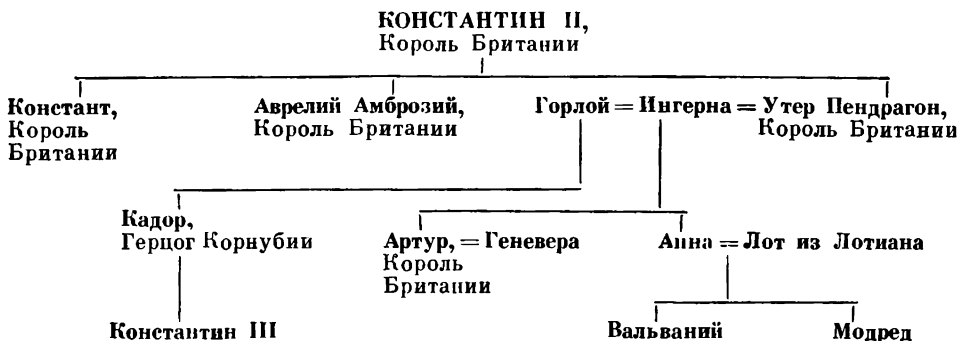 КОНСТАНТИН II,
Король Британии
Констант,
Король
Британии
Аврелий Амброзий,
Король Британии
Горлой = Ингерна = Утер Пендрагон,
Король Британии
Кадор,
Герцог Корнубии
Артур, = Геневера
Король
Британии
Анна = Лот из Лотиана
Константин III
Вальваний
Модред